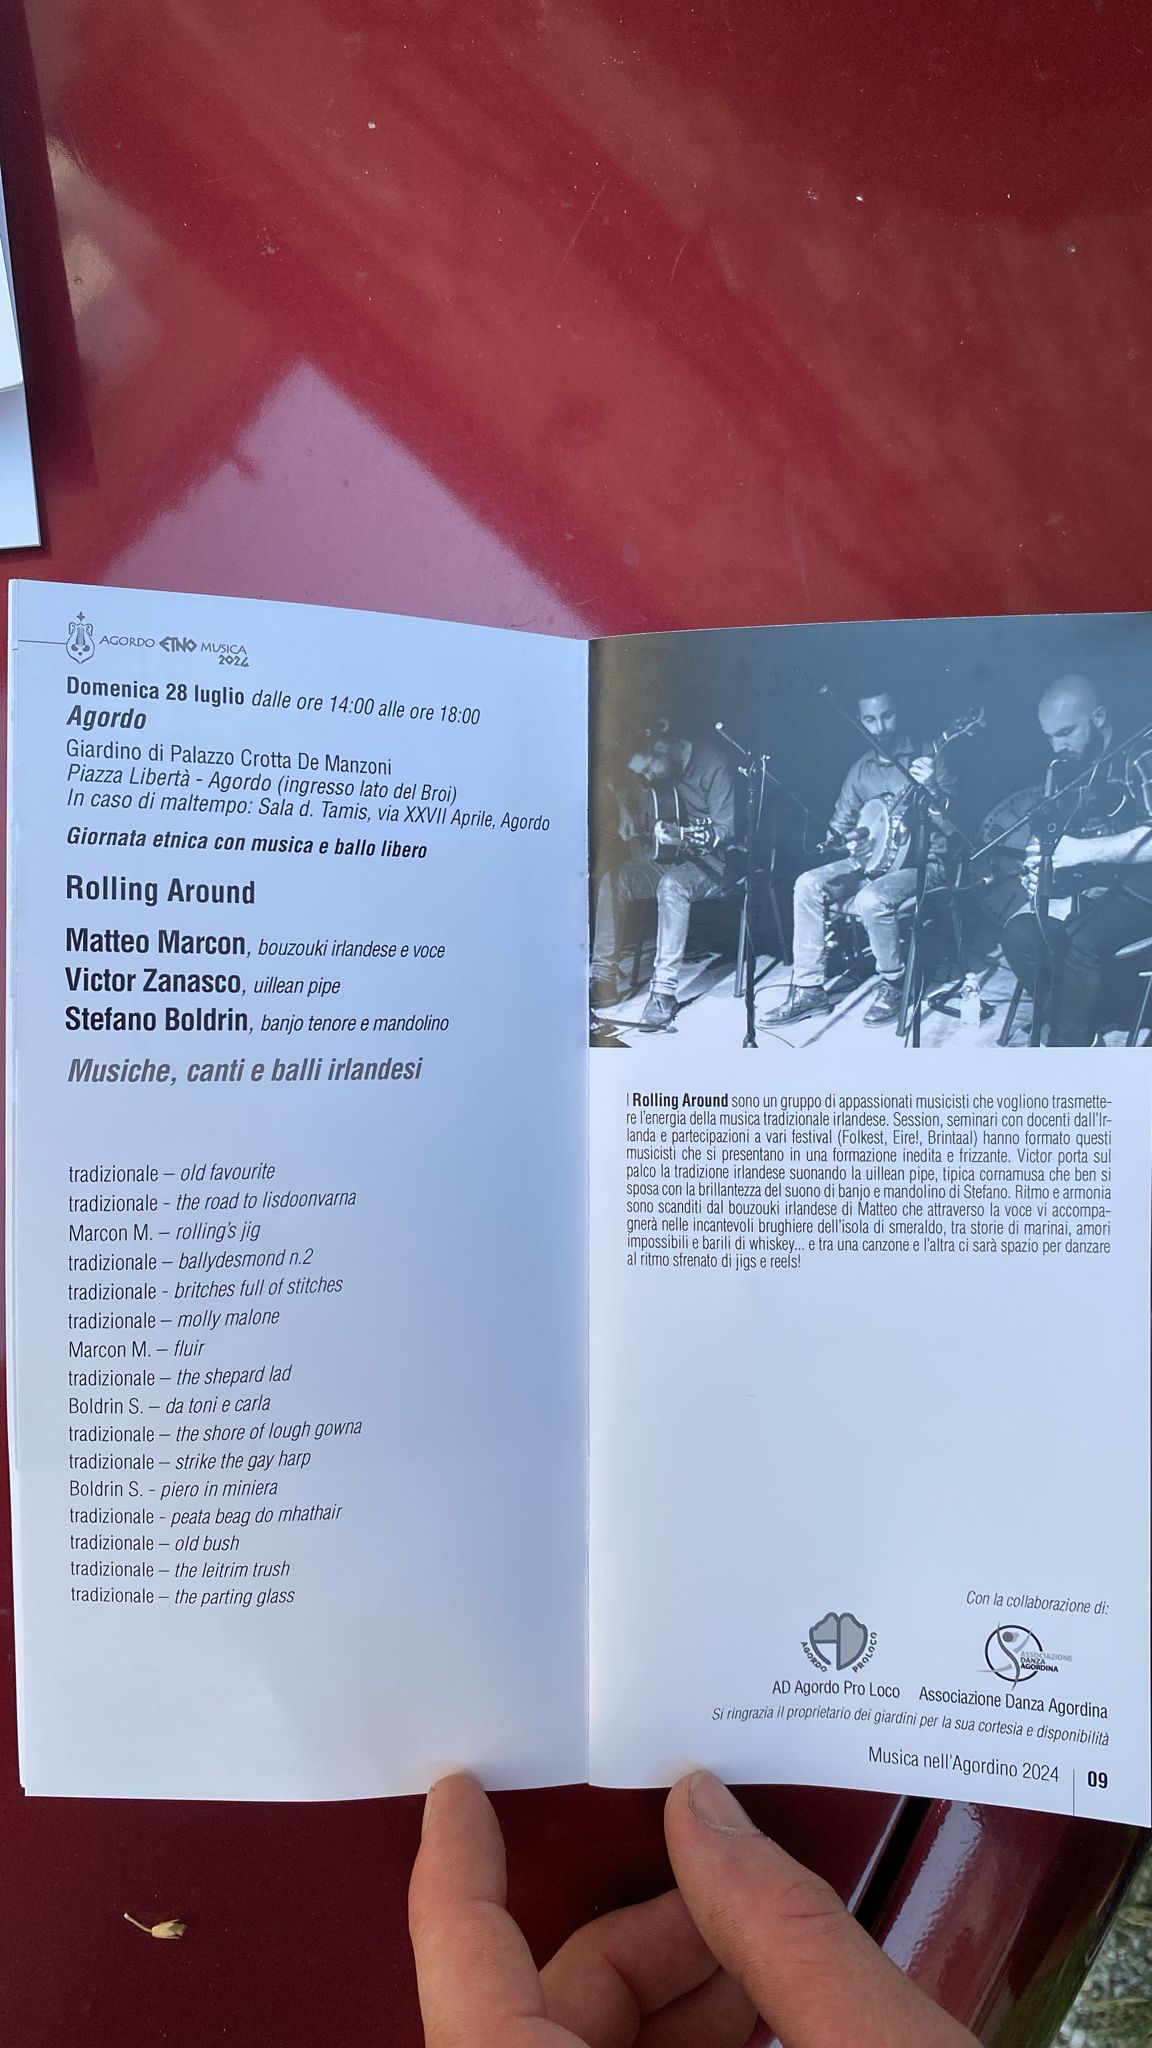 AGORDO ETNO MUSICA
2024
Domenica 28 luglio dalle ore 14:00 alle ore 18:00
Agordo
Giardino di Palazzo Crotta De Manzoni
Piazza Libertà - Agordo (ingresso lato del Broi)
In caso di maltempo: Sala d. Tamis, via XXVII Aprile, Agordo
Giornata etnica con musica e ballo libero
Rolling Around
Matteo Marcon, bouzouki irlandese e voce
Victor Zanasco, uillean pipe
Stefano Boldrin, banjo tenore e mandolino
Musiche, canti e balli irlandesi
tradizionale – old favourite
tradizionale - the road to lisdoonvarna
Marcon M. – rolling's jig
tradizionale – ballydesmond n.2
tradizionale - britches full of stitches
tradizionale – molly malone
Marcon M. – fluir
tradizionale – the shepard lad
Boldrin S. – da toni e carla
tradizionale – the shore of lough gowna
tradizionale – strike the gay harp
Boldrin S. - piero in miniera
tradizionale - peata beag do mhathair
tradizionale – old bush
tradizionale – the leitrim trush
tradizionale – the parting glass
I Rolling Around sono un gruppo di appassionati musicisti che vogliono trasmette-
re l'energia della musica tradizionale irlandese. Session, seminari con docenti dall'Ir-
landa e partecipazioni a vari festival (Folkest, Eire!, Brintaal) hanno formato questi
musicisti che si presentano in una formazione inedita e frizzante. Victor porta sul
palco la tradizione irlandese suonando la uillean pipe, tipica cornamusa che ben si
sposa con la brillantezza del suono di banjo e mandolino di Stefano. Ritmo e armonia
sono scanditi dal bouzouki irlandese di Matteo che attraverso la voce vi accompa-
gnerà nelle incantevoli brughiere dell'isola di smeraldo, tra storie di marinai, amori
impossibili e barili di whiskey... e tra una canzone e l'altra ci sarà spazio per danzare
al ritmo sfrenato di jigs e reels!
Con la collaborazione di:
AD
AGORDO PROLOCO
ASSOCIAZIONE
DANZA
AGORDINA
AD Agordo Pro Loco
Associazione Danza Agordina
Si ringrazia il proprietario dei giardini per la sua cortesia e disponibilità
Musica nell'Agordino 2024
09